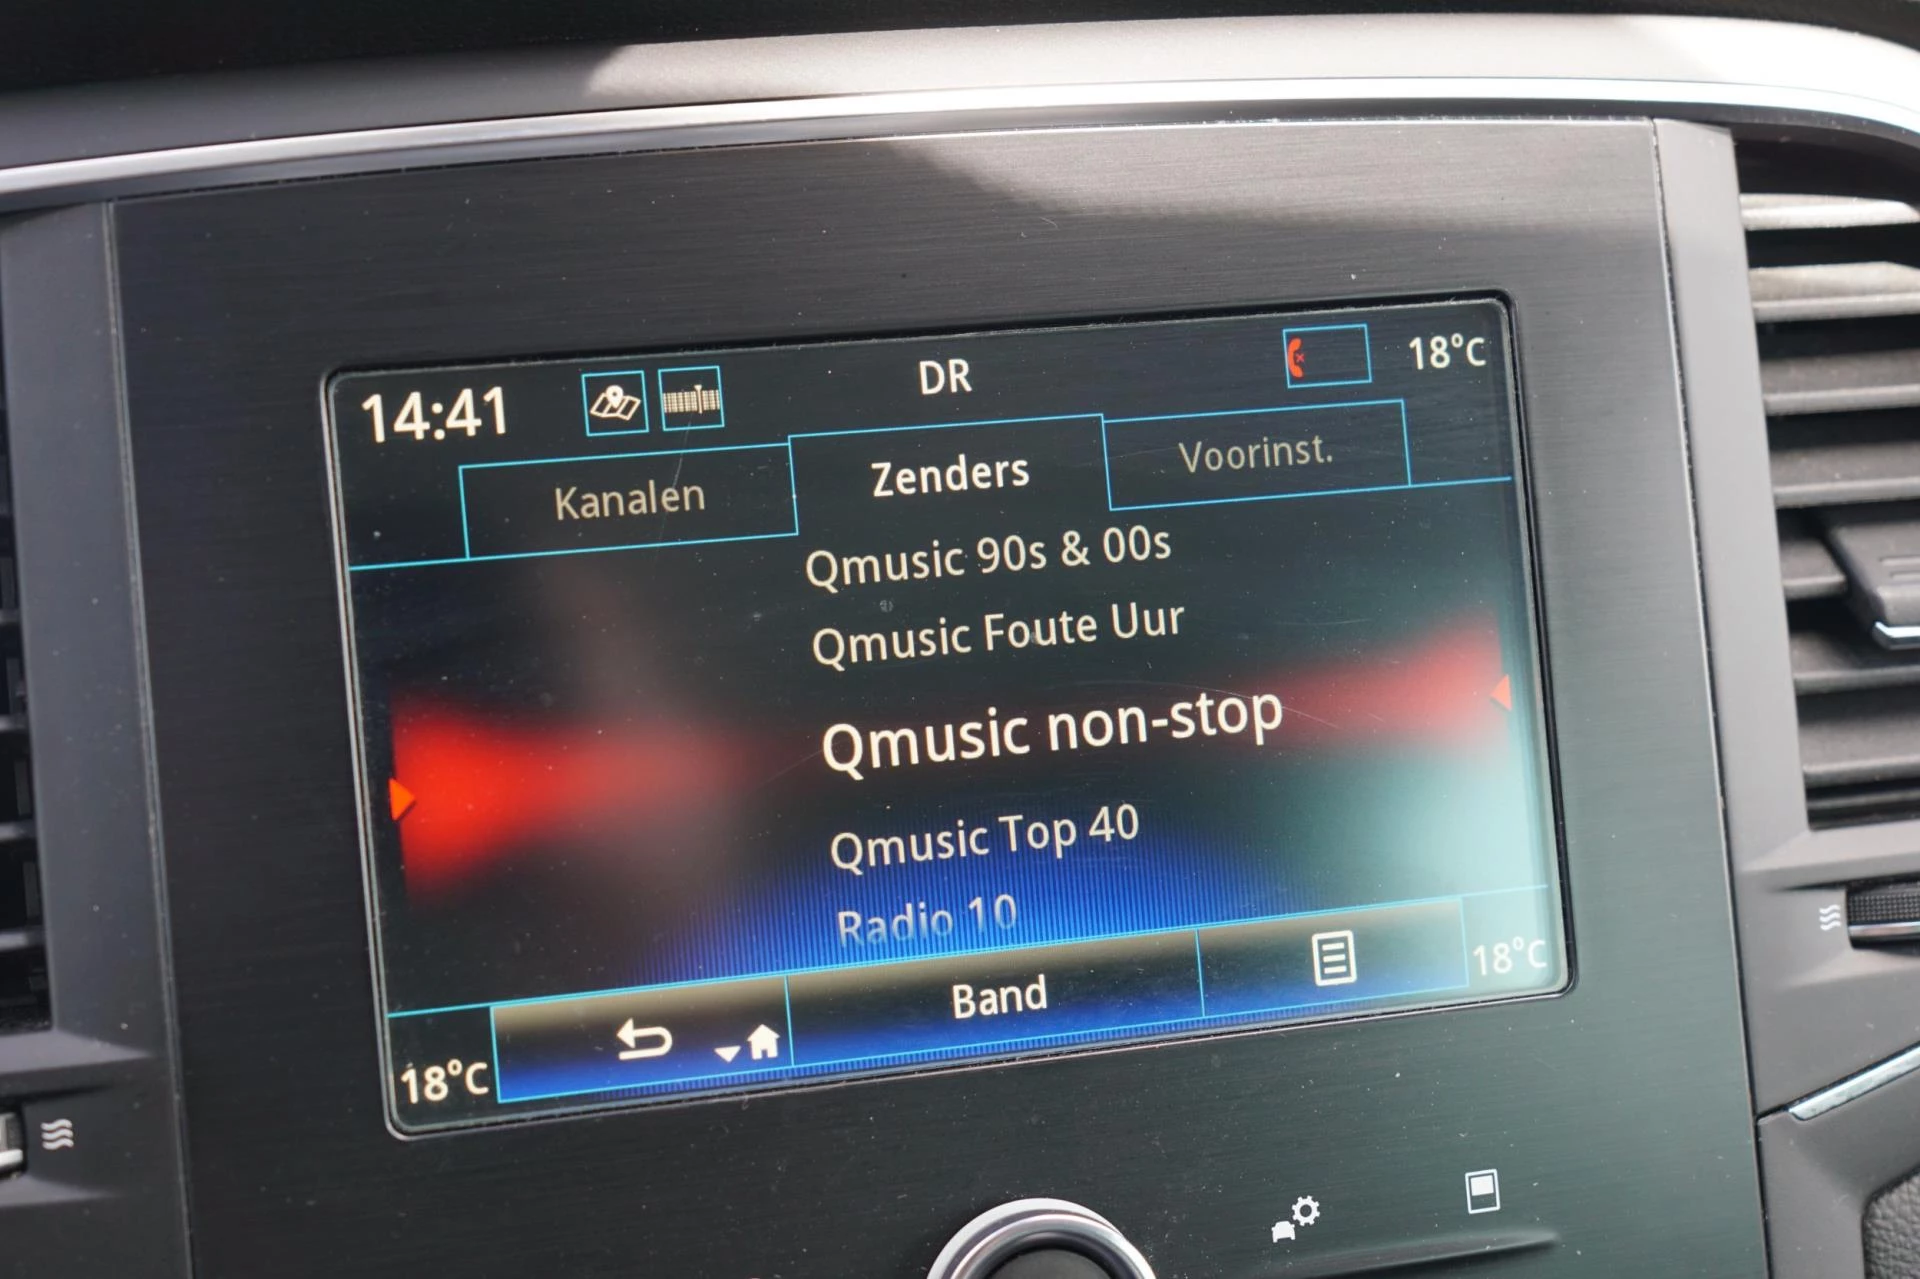 14:41 DR 18°C
Kanalen Zenders Voorinst.
Qmusic 90s & 00s
Qmusic Foute Uur
Qmusic non-stop
Qmusic Top 40
Radio 10
18°C Band 18°C